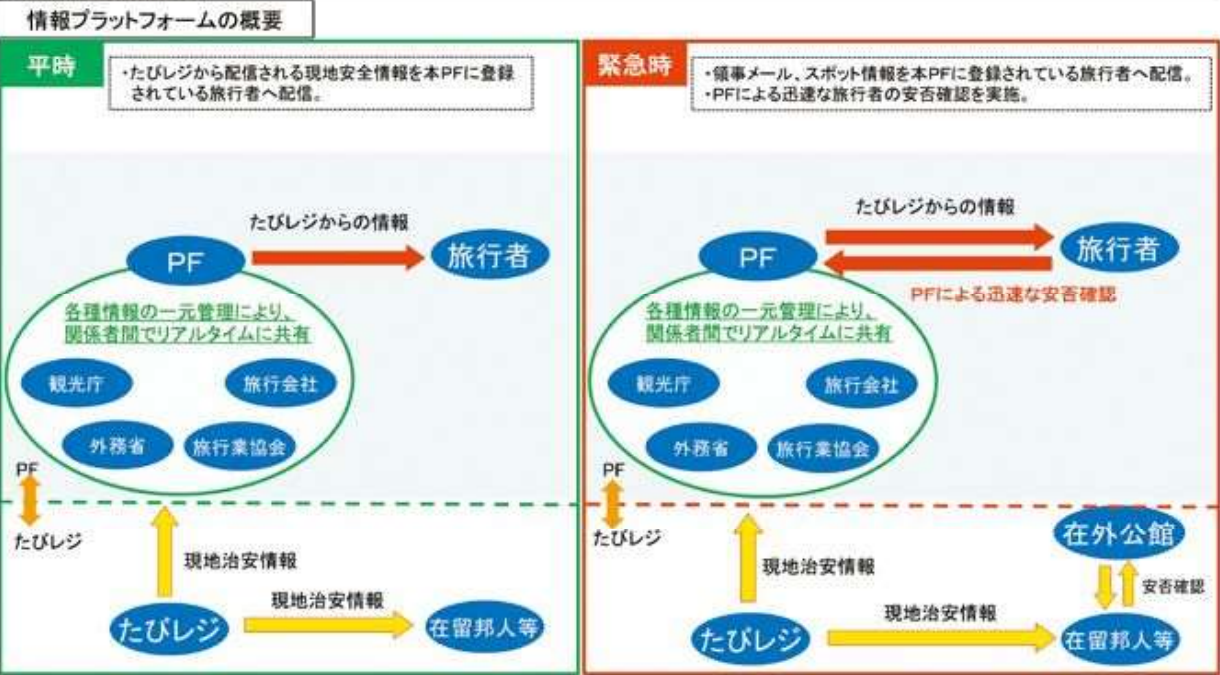 情報プラットフォームの概要
平時
・たびレジから配信される現地安全情報を本PFに登録
されている旅行者へ配信。
たびレジからの情報
PF
旅行者
各種情報の一元管理により、
関係者間でリアルタイムに共有
観光庁
旅行会社
外務省
旅行業協会
PF
たびレジ
現地治安情報
現地治安情報
たびレジ
在留邦人等
緊急時
・領事メール、スポット情報を本PFに登録されている旅行者へ配信。
・PFによる迅速な旅行者の安否確認を実施。
たびレジからの情報
PF
旅行者
PFによる迅速な安否確認
各種情報の一元管理により、
関係者間でリアルタイムに共有
観光庁
旅行会社
外務省
旅行業協会
PF
たびレジ
在外公館
現地治安情報
安否確認
現地治安情報
たびレジ
在留邦人等